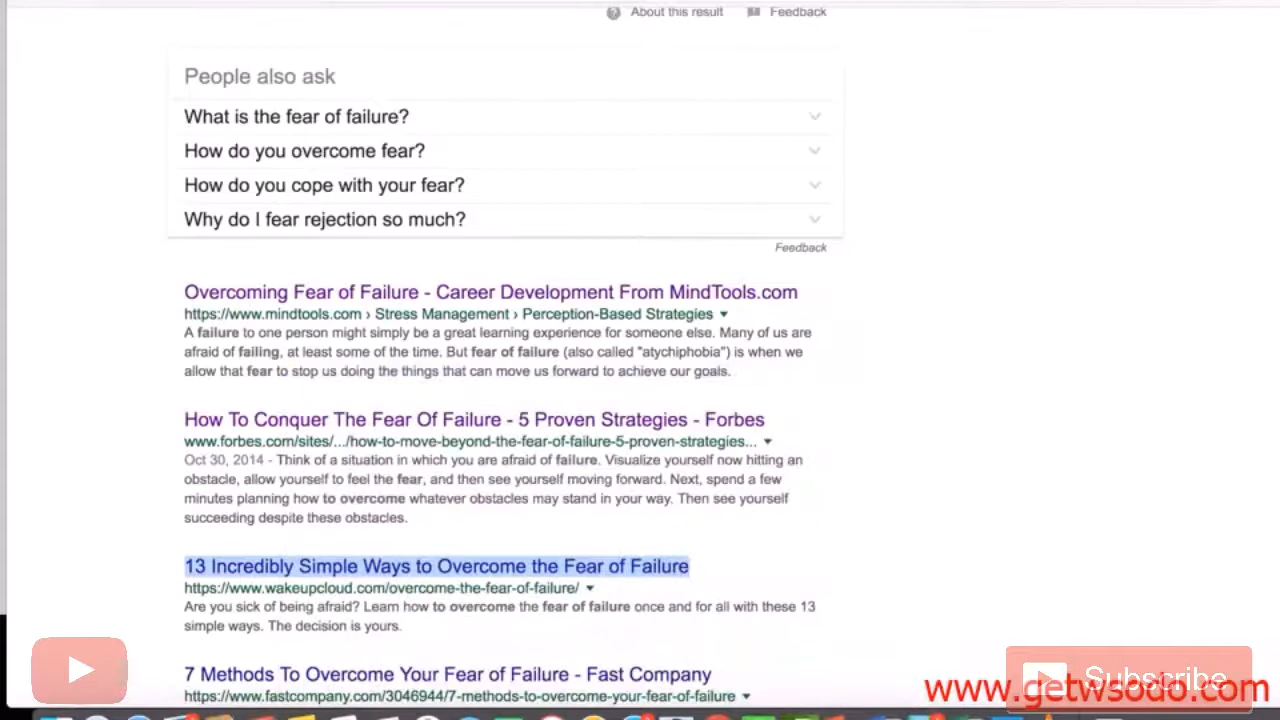 About this result Feedback
People also ask
What is the fear of failure?
How do you overcome fear?
How do you cope with your fear?
Why do I fear rejection so much?
Feedback
Overcoming Fear of Failure - Career Development From MindTools.com
https://www.mindtools.com › Stress Management › Perception-Based Strategies
A failure to one person might simply be a great learning experience for someone else. Many of us are
afraid of failing, at least some of the time. But fear of failure (also called "atychiphobia") is when we
allow that fear to stop us doing the things that can move us forward to achieve our goals.
How To Conquer The Fear Of Failure - 5 Proven Strategies - Forbes
www.forbes.com/sites/.../how-to-move-beyond-the-fear-of-failure-5-proven-strategies...
Oct 30, 2014 - Think of a situation in which you are afraid of failure. Visualize yourself now hitting an
obstacle, allow yourself to feel the fear, and then see yourself moving forward. Next, spend a few
minutes planning how to overcome whatever obstacles may stand in your way. Then see yourself
succeeding despite these obstacles.
13 Incredibly Simple Ways to Overcome the Fear of Failure
https://www.wakeupcloud.com/overcome-the-fear-of-failure/
Are you sick of being afraid? Learn how to overcome the fear of failure once and for all with these 13
simple ways. The decision is yours.
7 Methods To Overcome Your Fear of Failure - Fast Company
https://www.fastcompany.com/3046944/7-methods-to-overcome-your-fear-of-failure
Subscribe
www.getwsodo.com